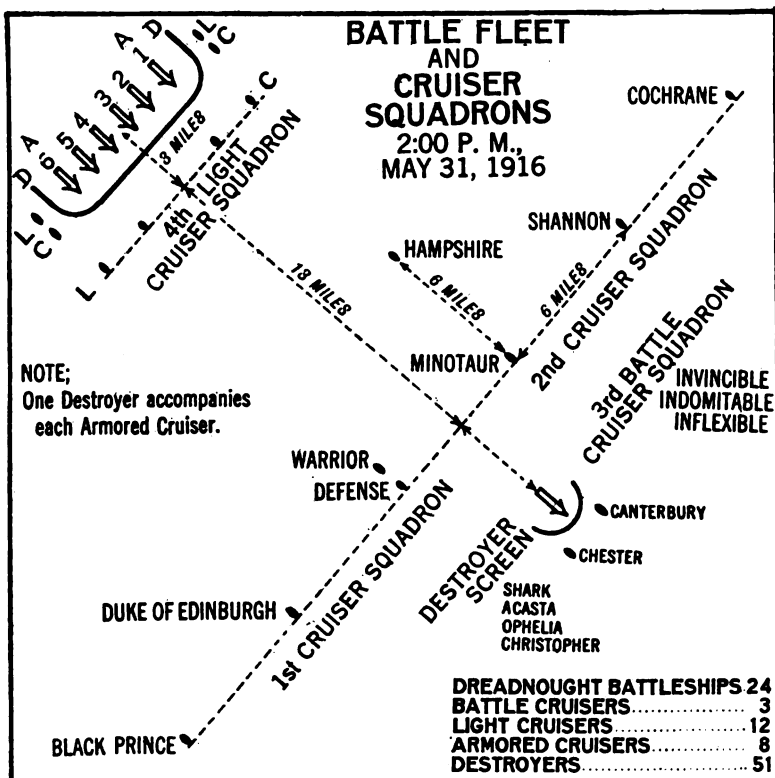 BATTLE FLEET
AND
CRUISER
SQUADRONS
2:00 P. M.,
MAY 31, 1916
D
A
L
C
1
2
3
4
5
6
A
D
L
C
3 MILES
C
L
4th LIGHT
CRUISER SQUADRON
13 MILES
COCHRANE
SHANNON
HAMPSHIRE
6 MILES
6 MILES
MINOTAUR
2nd CRUISER SQUADRON
3rd BATTLE
CRUISER SQUADRON
INVINCIBLE
INDOMITABLE
INFLEXIBLE
NOTE;
One Destroyer accompanies
each Armored Cruiser.
WARRIOR
DEFENSE
1st CRUISER SQUADRON
DESTROYER
SCREEN
CANTERBURY
CHESTER
SHARK
ACASTA
OPHELIA
CHRISTOPHER
DUKE OF EDINBURGH
BLACK PRINCE
DREADNOUGHT BATTLESHIPS.24
BATTLE CRUISERS................ 3
LIGHT CRUISERS.................. 12
ARMORED CRUISERS............. 8
DESTROYERS...................... 51